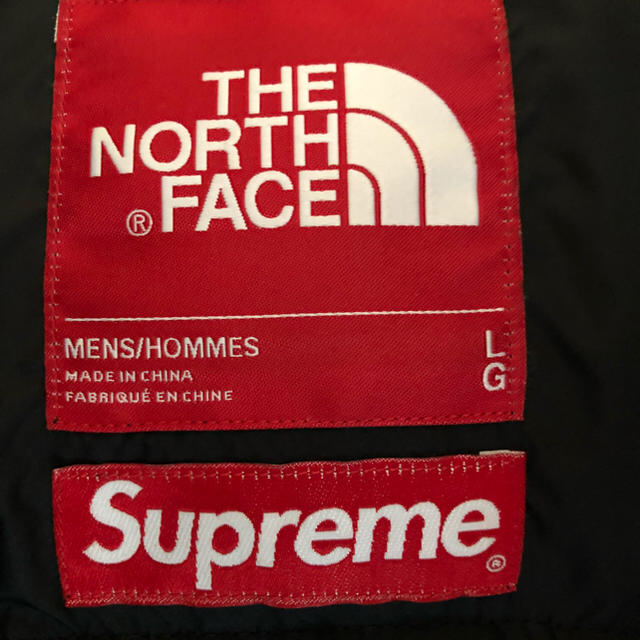 THE
NORTH
® FACE
MENS/HOMMES L
MADE IN CHINA G
FABRIQUÉ EN CHINE
Supreme ®